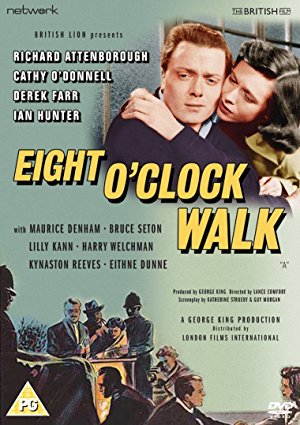 network
THE BRITISH FILM
BRITISH LION presents
RICHARD ATTENBOROUGH
CATHY O'DONNELL
DEREK FARR
IAN HUNTER
EIGHT O'CLOCK
WALK
with MAURICE DENHAM · BRUCE SETON
LILLY KANN · HARRY WELCHMAN
KYNASTON REEVES · EITHNE DUNNE
"A"
Produced by GEORGE KING Directed by LANCE COMFORT
Screenplay by KATHERINE STRUEBY & GUY MORGAN
A GEORGE KING PRODUCTION
Distributed by
LONDON FILMS INTERNATIONAL
PG
DVD